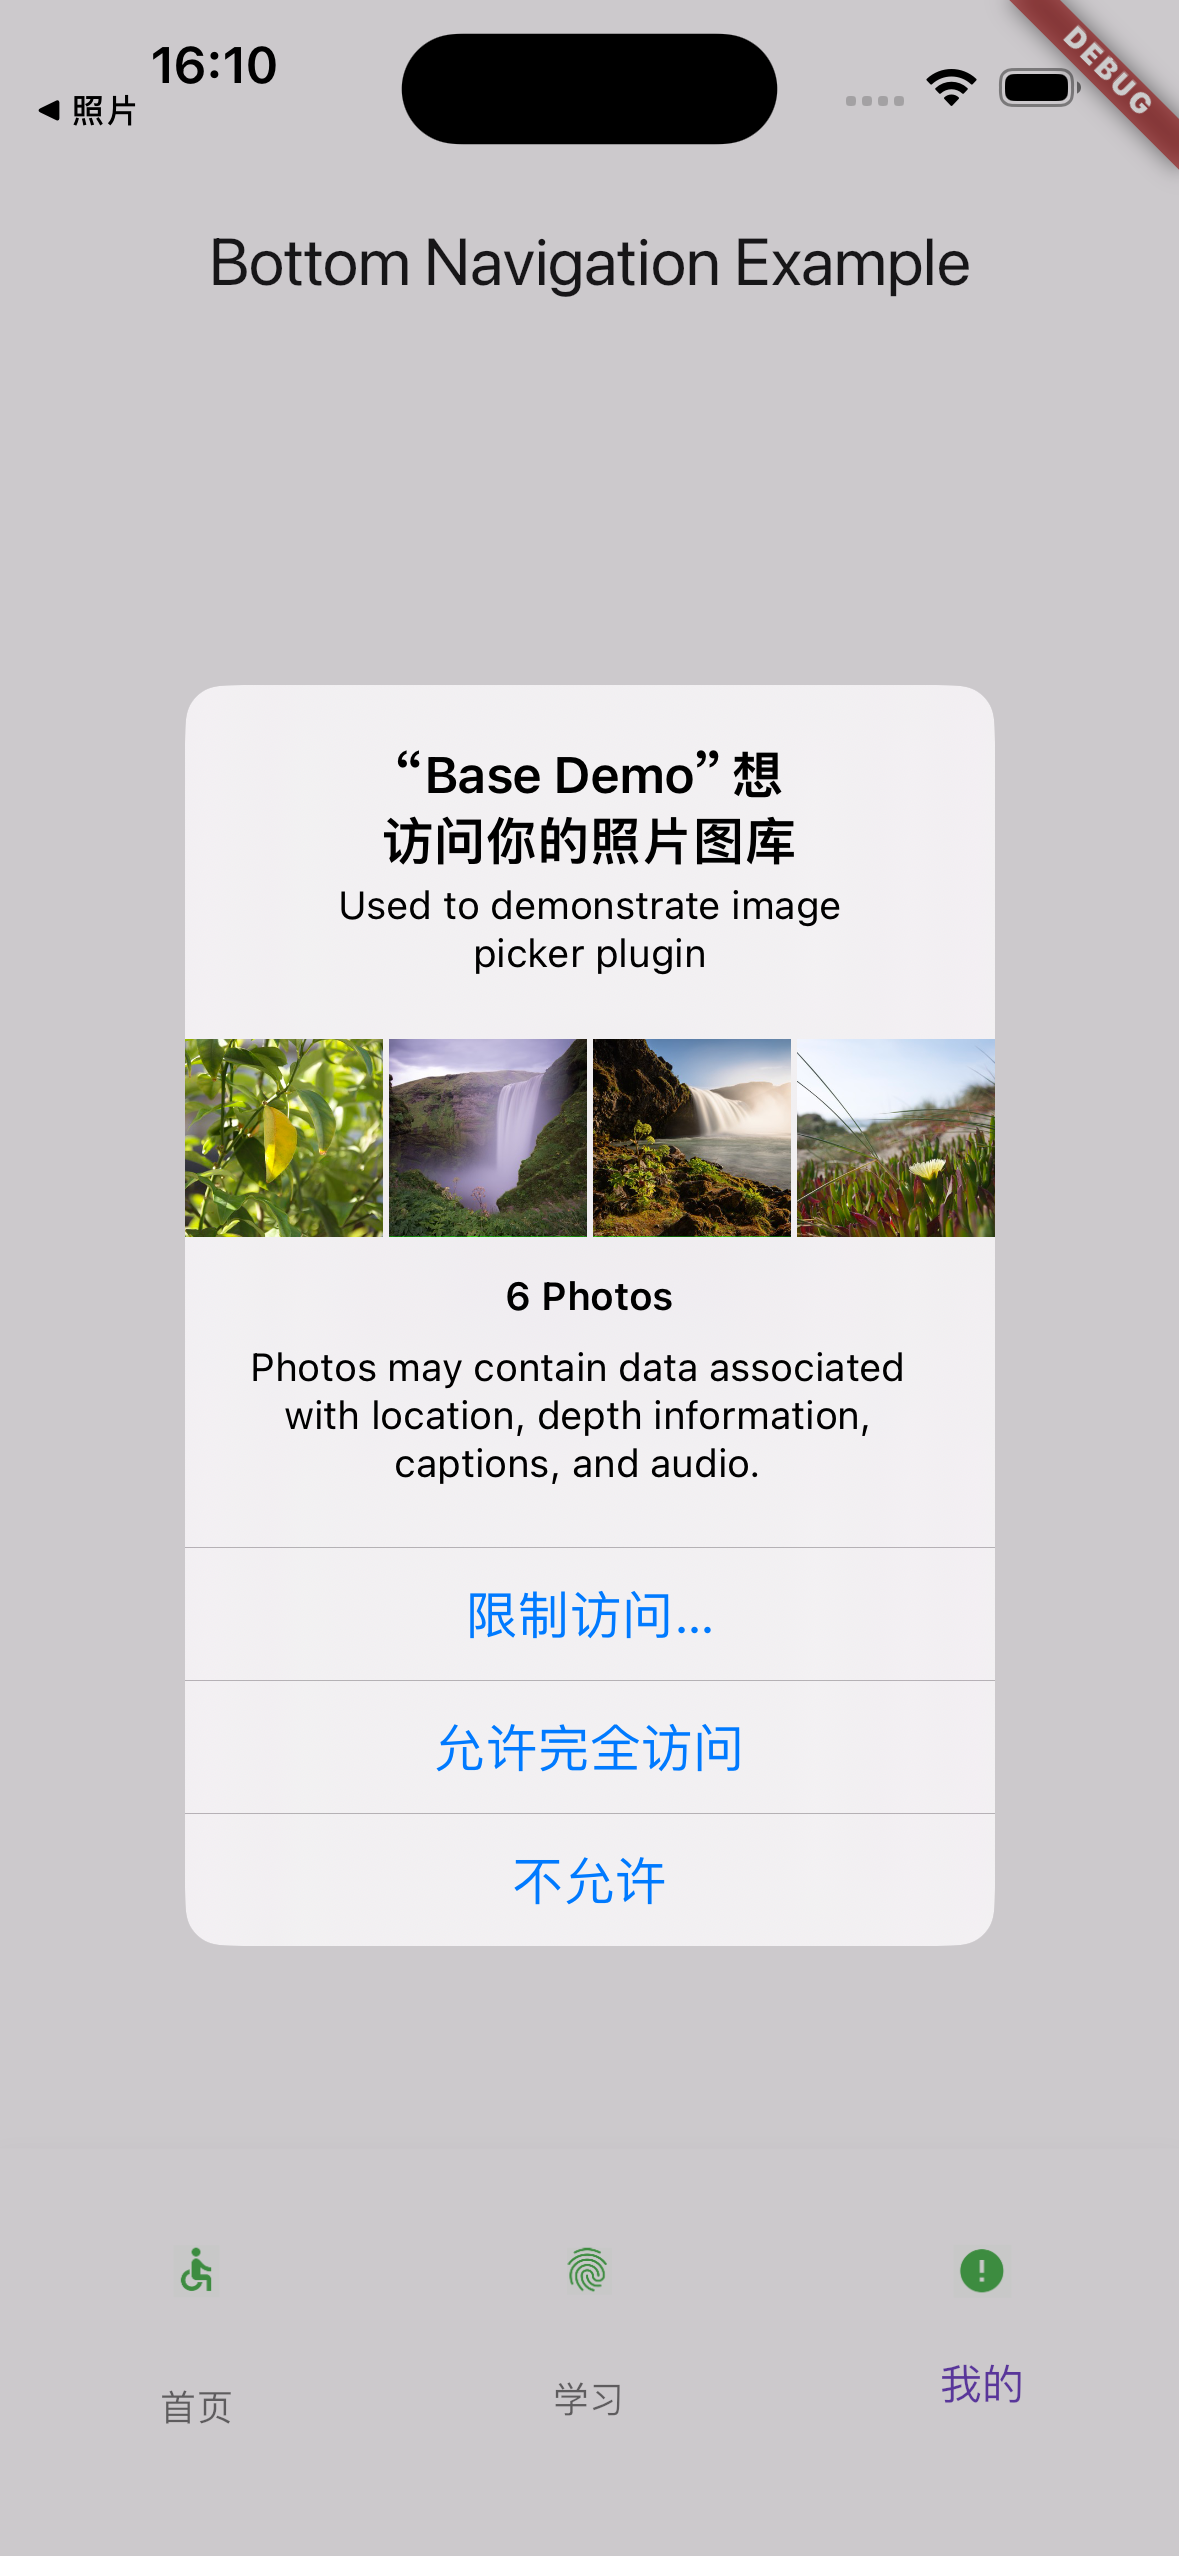 16:10
照片
DEBUG
Bottom Navigation Example
“Base Demo” 想
访问你的照片图库
Used to demonstrate image
picker plugin
6 Photos
Photos may contain data associated
with location, depth information,
captions, and audio.
限制访问...
允许完全访问
不允许
首页
学习
我的